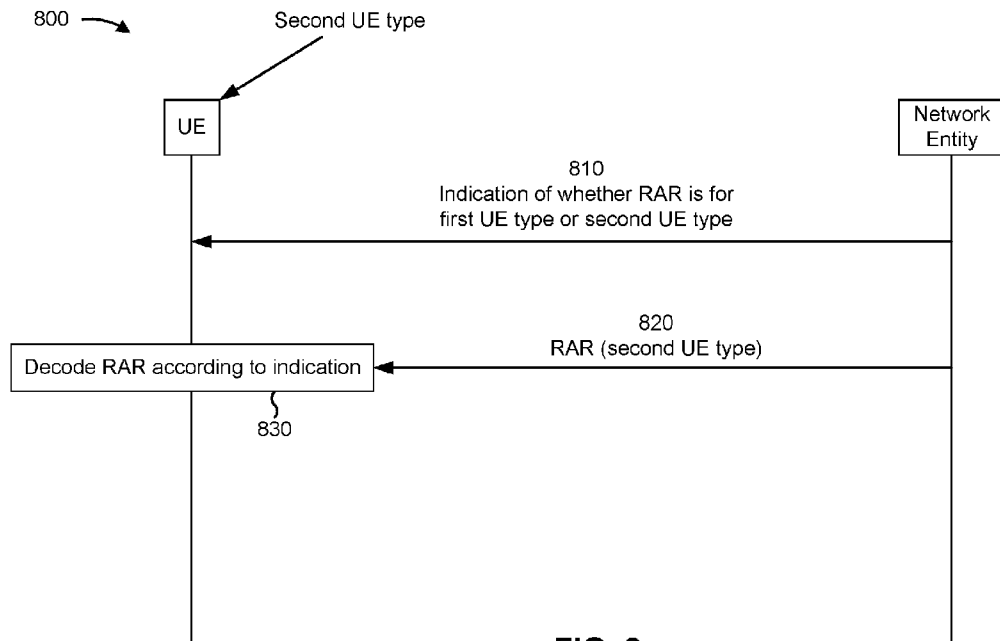 800
Second UE type
UE
Network
Entity
810
Indication of whether RAR is for
first UE type or second UE type
820
RAR (second UE type)
Decode RAR according to indication
830